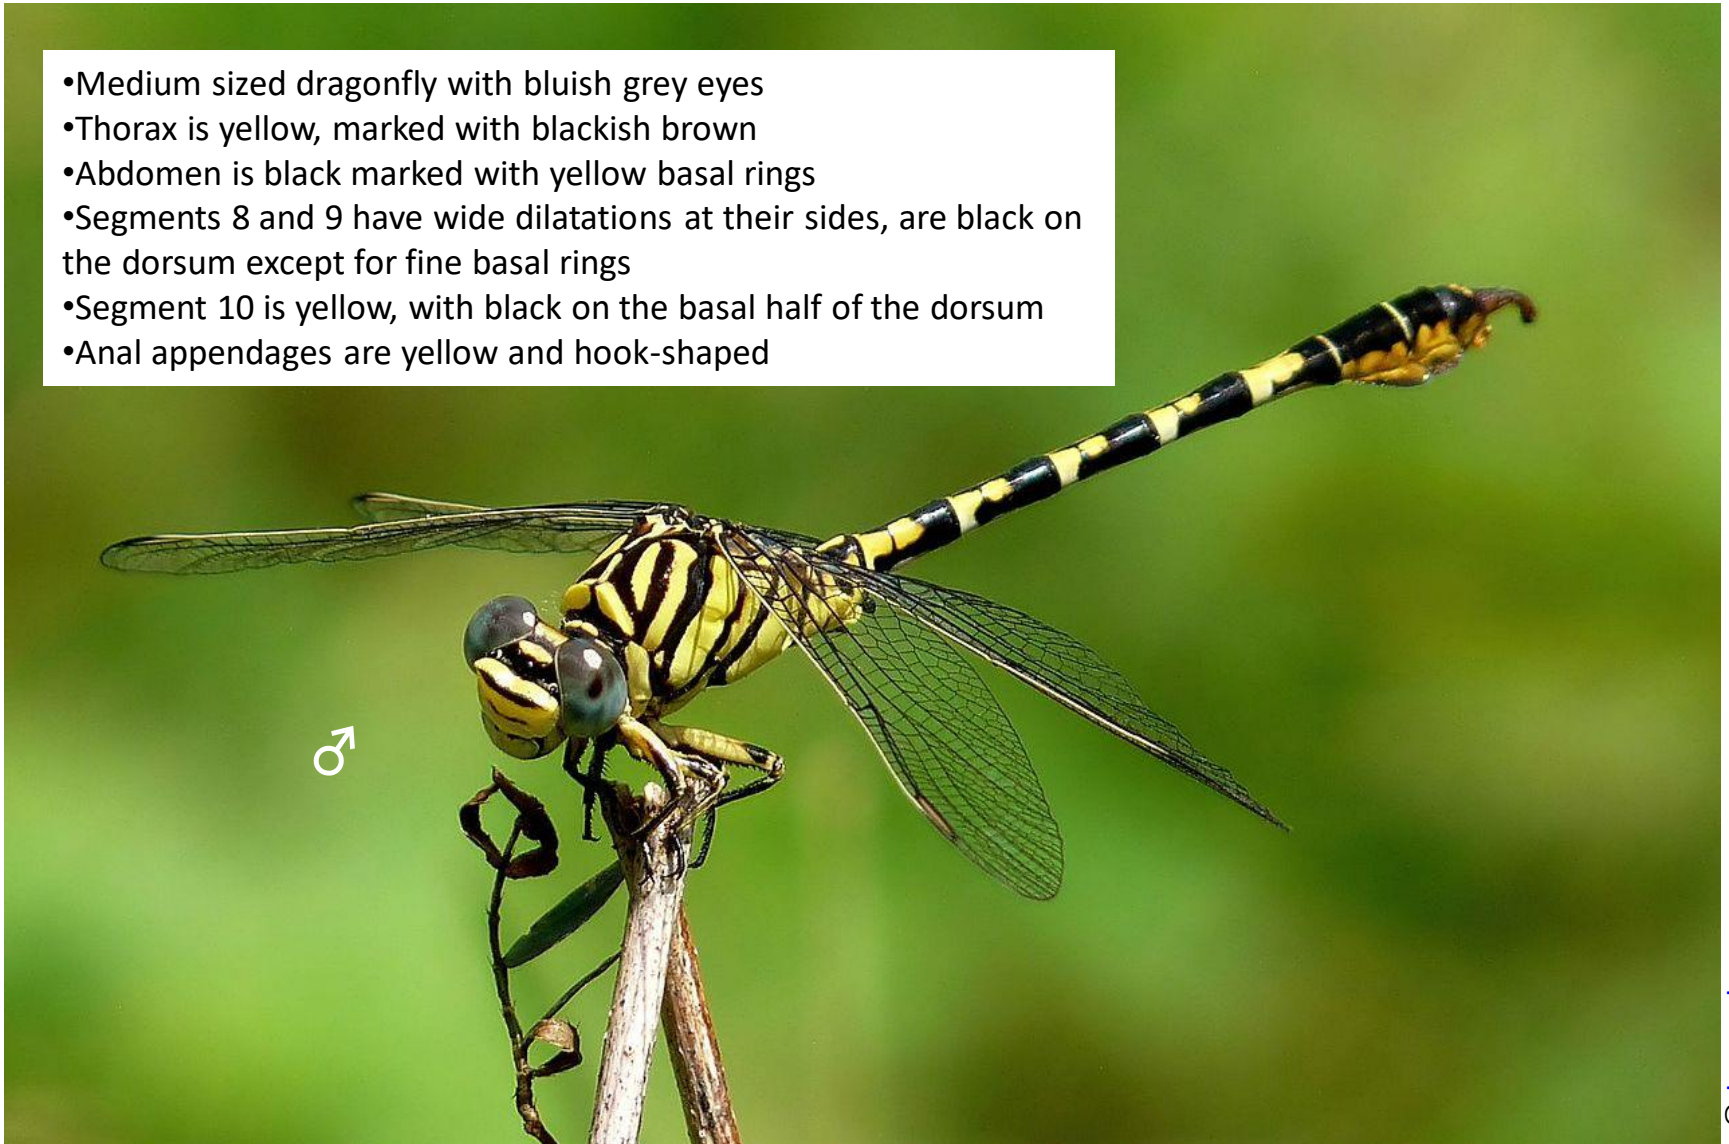 •Medium sized dragonfly with bluish grey eyes
•Thorax is yellow, marked with blackish brown
•Abdomen is black marked with yellow basal rings
•Segments 8 and 9 have wide dilatations at their sides, are black on
the dorsum except for fine basal rings
•Segment 10 is yellow, with black on the basal half of the dorsum
•Anal appendages are yellow and hook-shaped
♂